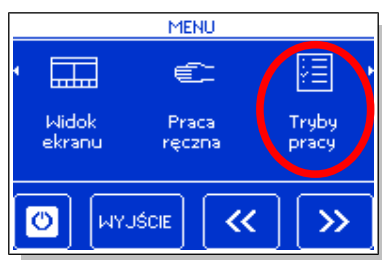 MENU
Widok ekranu
Praca ręczna
Tryby pracy
WYJŚCIE
<<
>>